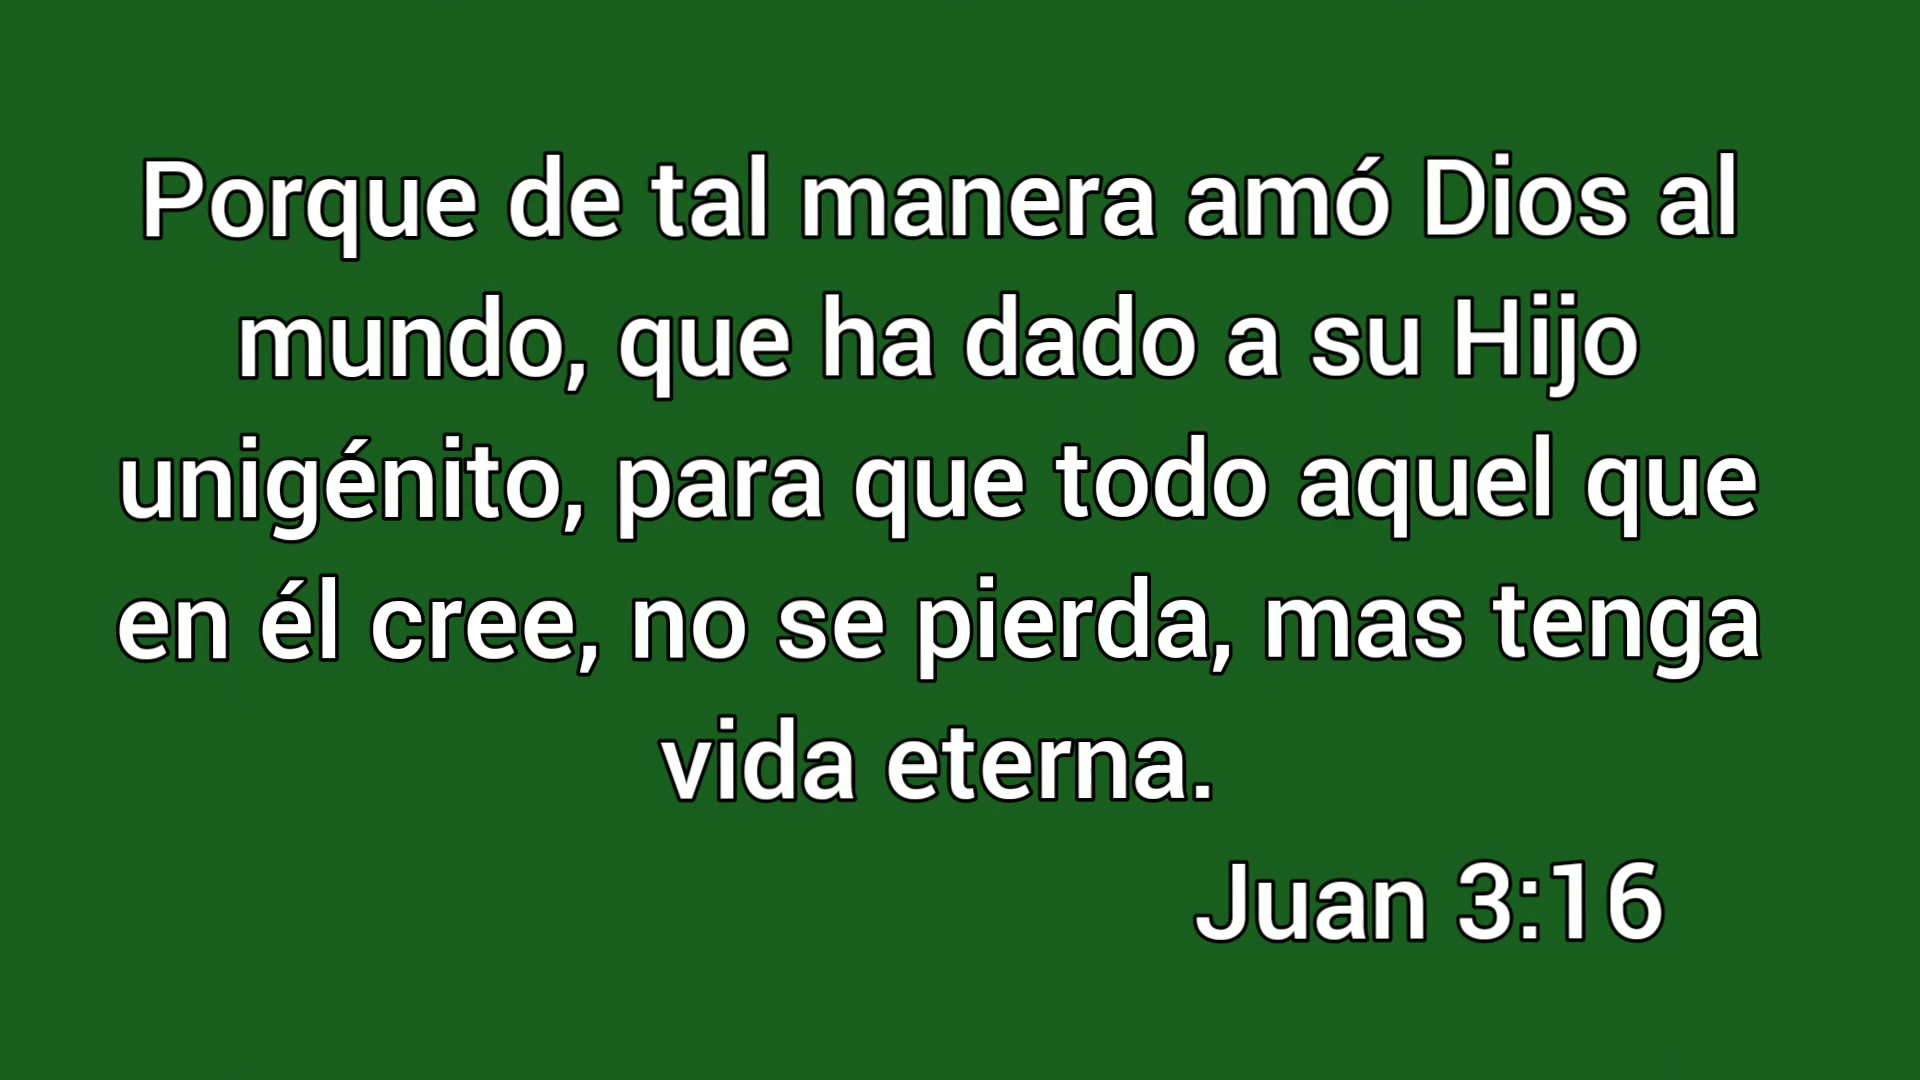 Porque de tal manera amó Dios al
mundo, que ha dado a su Hijo
unigénito, para que todo aquel que
en él cree, no se pierda, mas tenga
vida eterna.
Juan 3:16